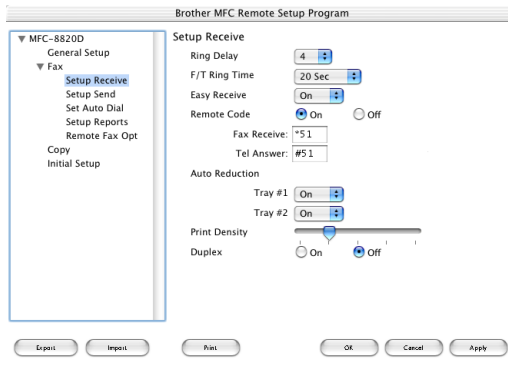 Brother MFC Remote Setup Program
MFC-8820D
General Setup
Fax
Setup Receive
Setup Send
Set Auto Dial
Setup Reports
Remote Fax Opt
Copy
Initial Setup
Setup Receive
Ring Delay 4
F/T Ring Time 20 Sec
Easy Receive On
Remote Code On Off
Fax Receive: *51
Tel Answer: #51
Auto Reduction
Tray #1 On
Tray #2 On
Print Density
Duplex On Off
Export Import Print OK Cancel Apply